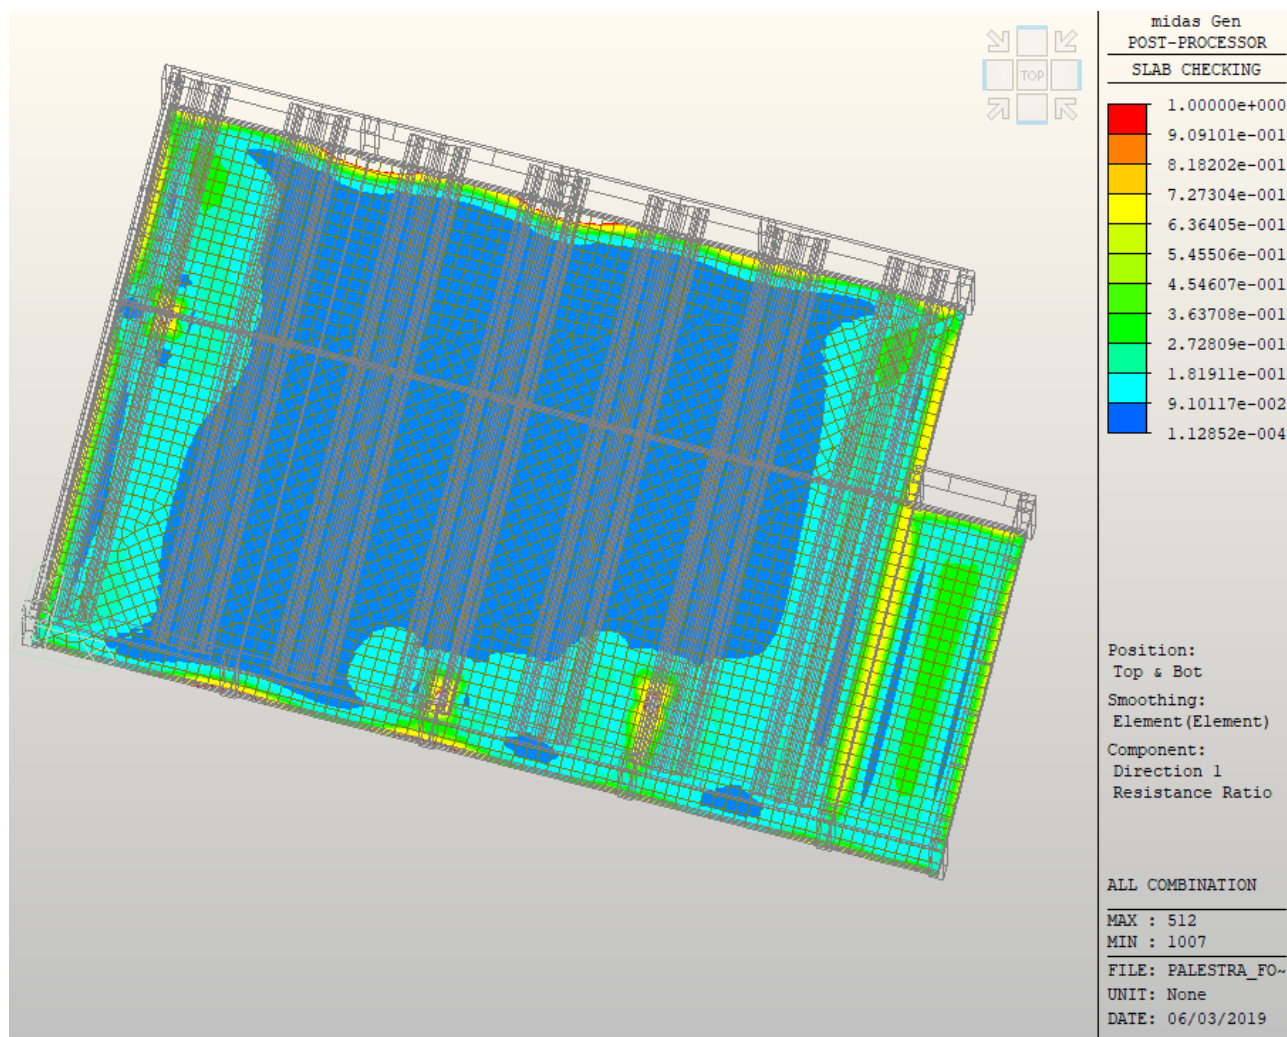 midas Gen
POST-PROCESSOR
SLAB CHECKING
TOP
1.00000e+000
9.09101e-001
8.18202e-001
7.27304e-001
6.36405e-001
5.45506e-001
4.54607e-001
3.63708e-001
2.72809e-001
1.81911e-001
9.10117e-002
1.12852e-004
Position:
Top & Bot
Smoothing:
Element(Element)
Component:
Direction 1
Resistance Ratio
ALL COMBINATION
MAX : 512
MIN : 1007
FILE: PALESTRA_FO~
UNIT: None
DATE: 06/03/2019